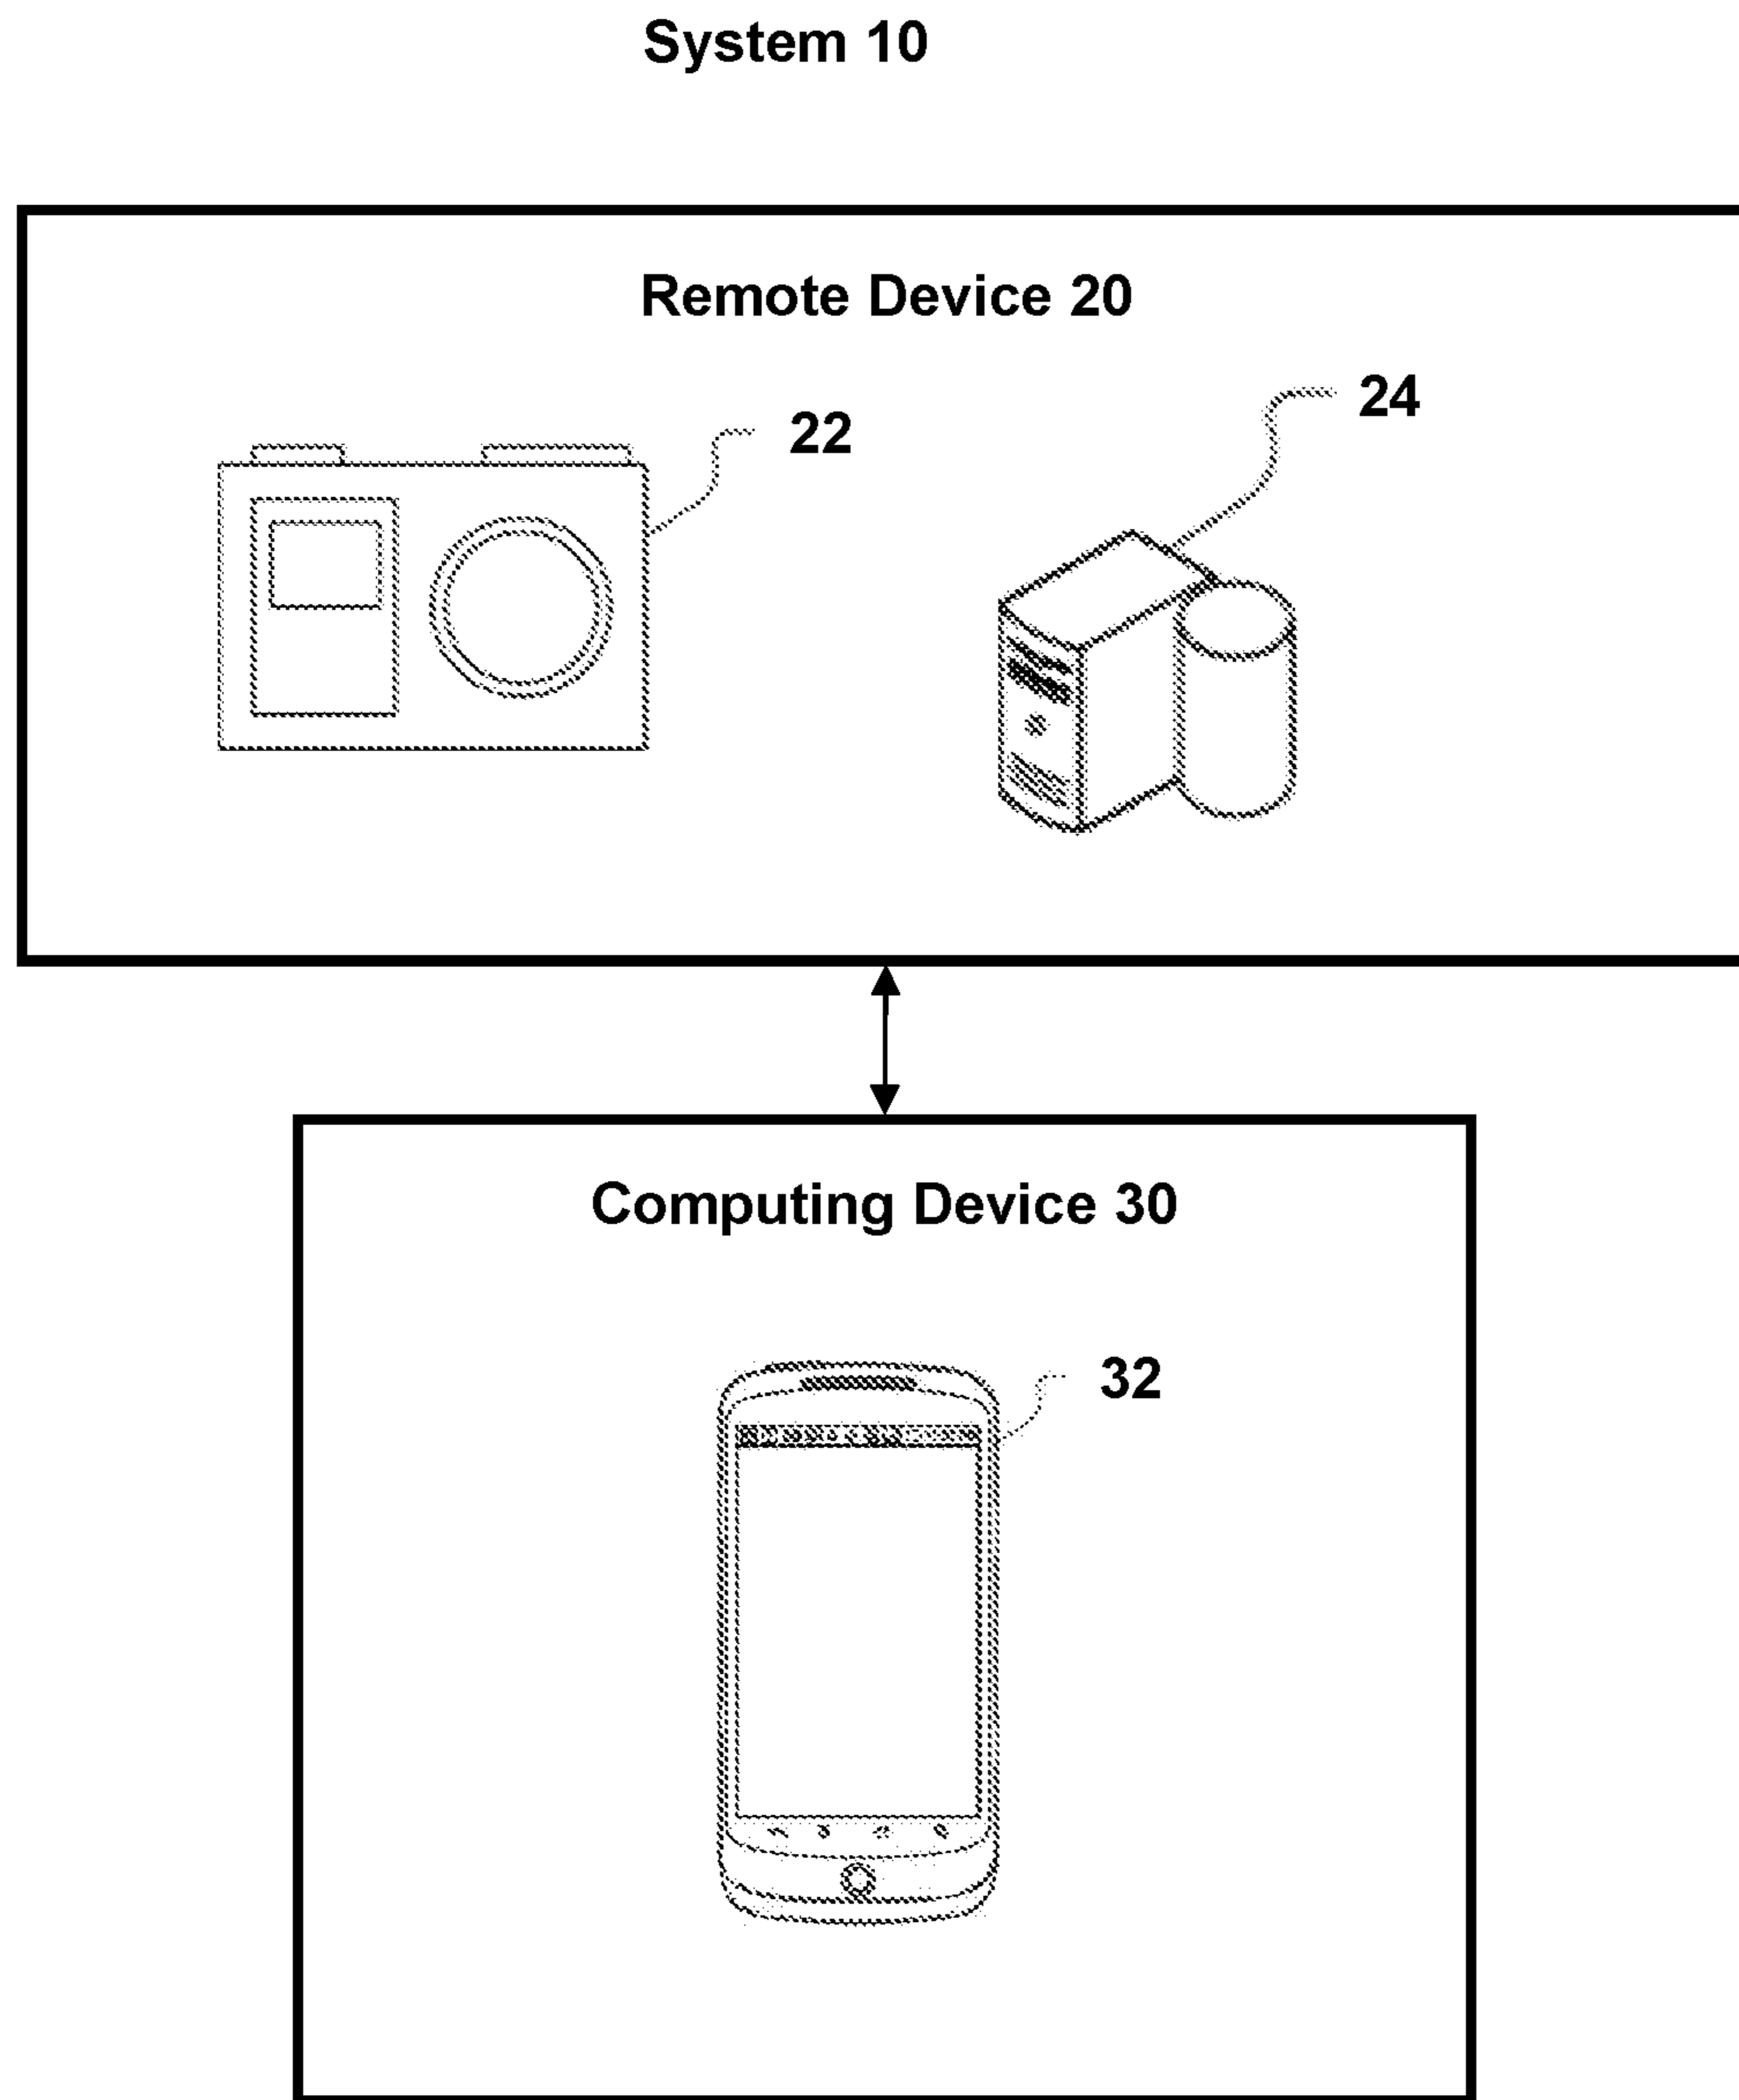 System 10
Remote Device 20
24
22
Computing Device 30
32